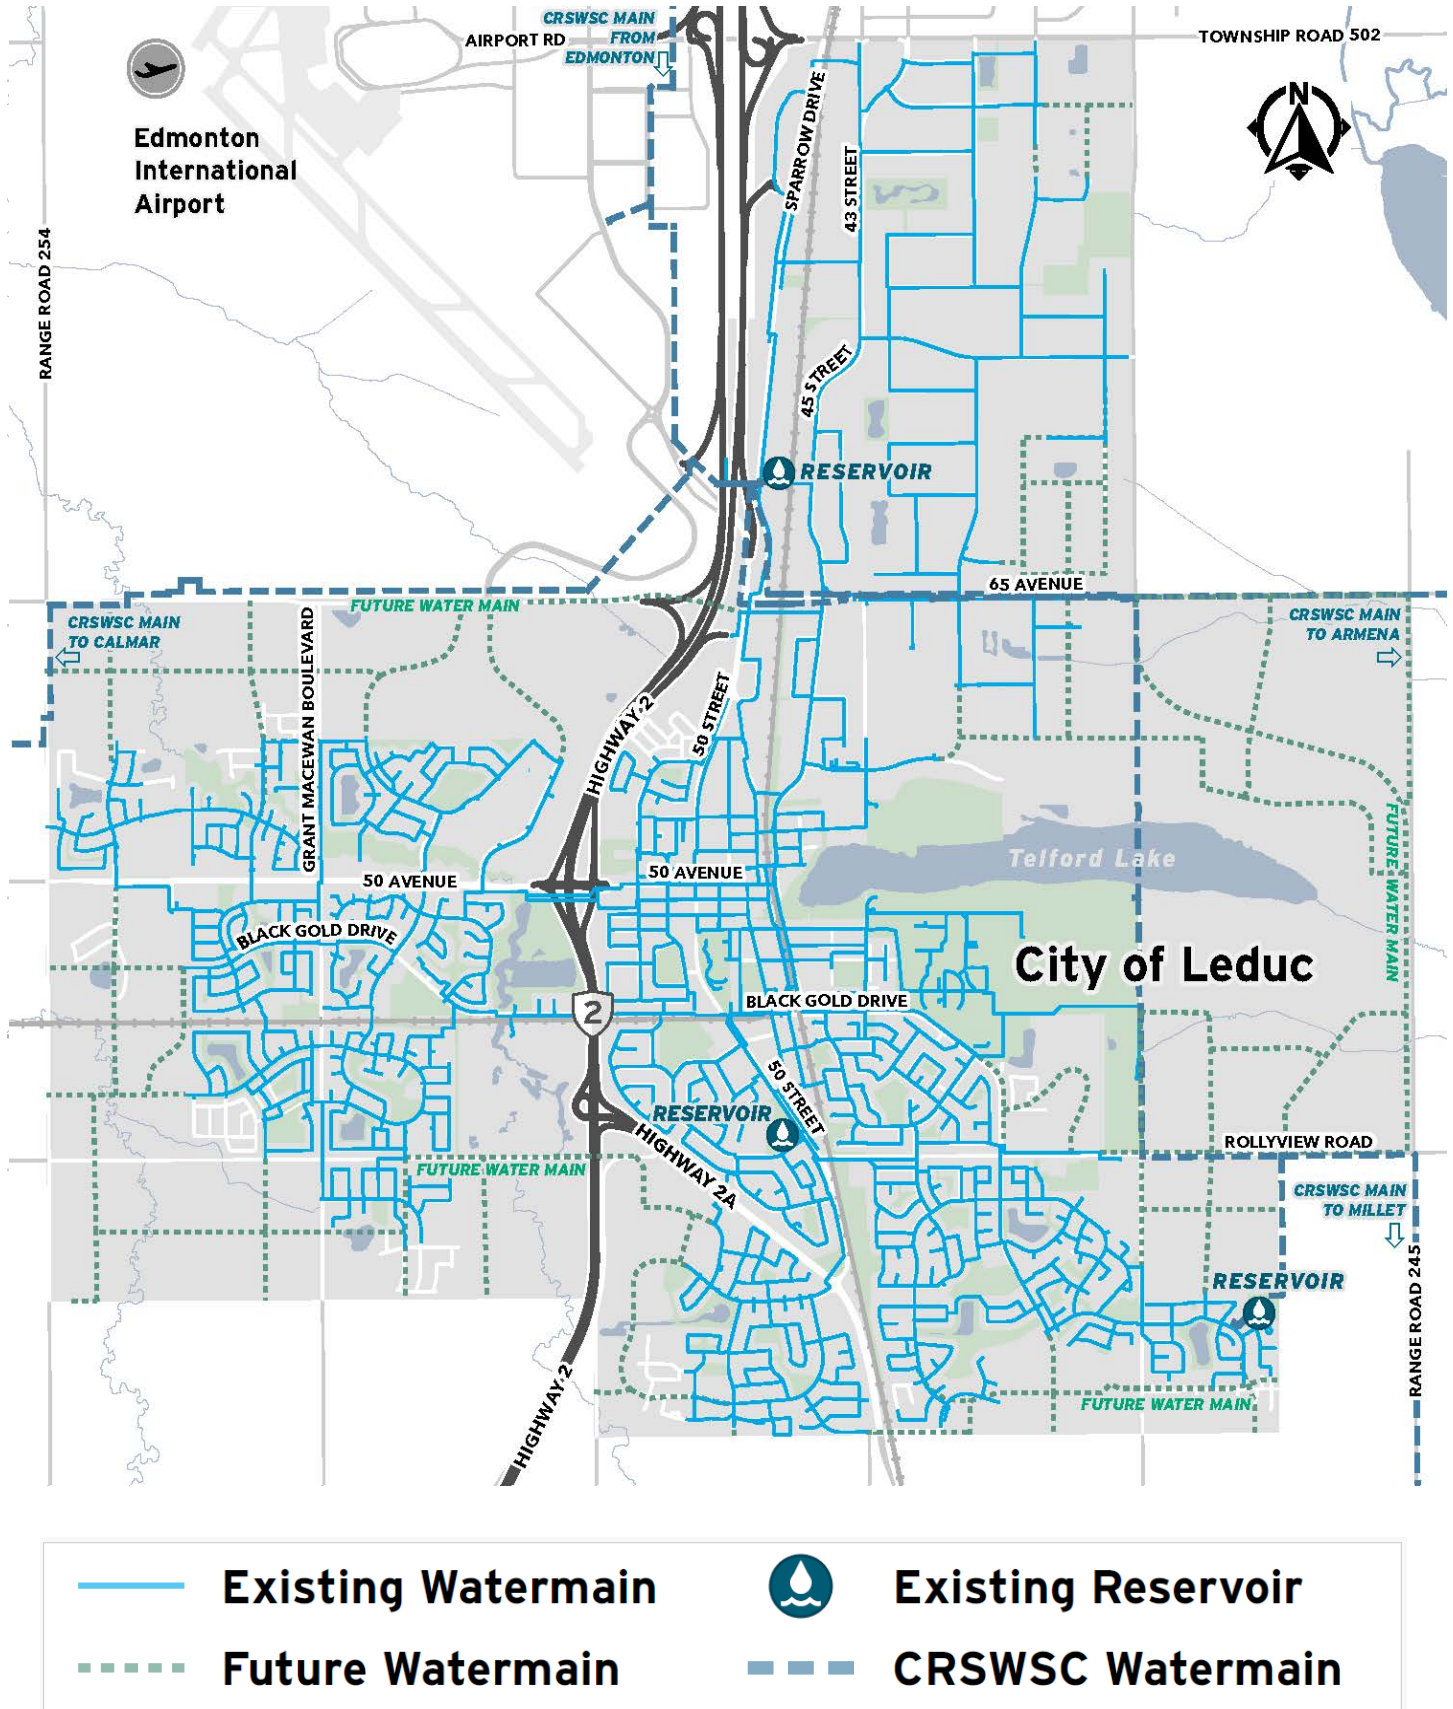 CRSWSC MAIN
FROM
EDMONTON
AIRPORT RD
TOWNSHIP ROAD 502
N
Edmonton
International
Airport
SPARROW DRIVE
43 STREET
RANGE ROAD 254
45 STREET
RESERVOIR
65 AVENUE
FUTURE WATER MAIN
CRSWSC MAIN
TO CALMAR
CRSWSC MAIN
TO ARMENA
GRANT MACEWAN BOULEVARD
50 STREET
HIGHWAY 2
FUTURE WATER MAIN
Telford Lake
50 AVENUE
50 AVENUE
BLACK GOLD DRIVE
City of Leduc
BLACK GOLD DRIVE
2
50 STREET
RESERVOIR
HIGHWAY 2A
ROLLYVIEW ROAD
FUTURE WATER MAIN
CRSWSC MAIN
TO MILLET
RESERVOIR
RANGE ROAD 245
HIGHWAY 2
FUTURE WATER MAIN
Existing Watermain
Existing Reservoir
Future Watermain
CRSWSC Watermain